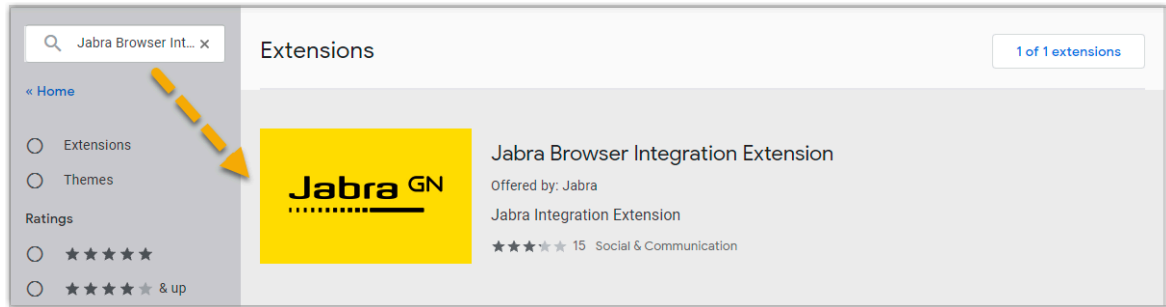 Jabra Browser Int... ×
« Home
Extensions
Themes
Ratings
& up
Extensions
1 of 1 extensions
Jabra GN
Jabra Browser Integration Extension
Offered by: Jabra
Jabra Integration Extension
15 Social & Communication